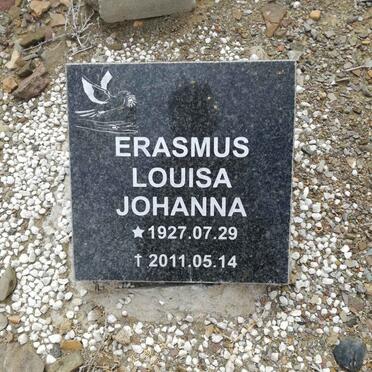 ERASMUS
LOUISA
JOHANNA
★ 1927.07.29
† 2011.05.14